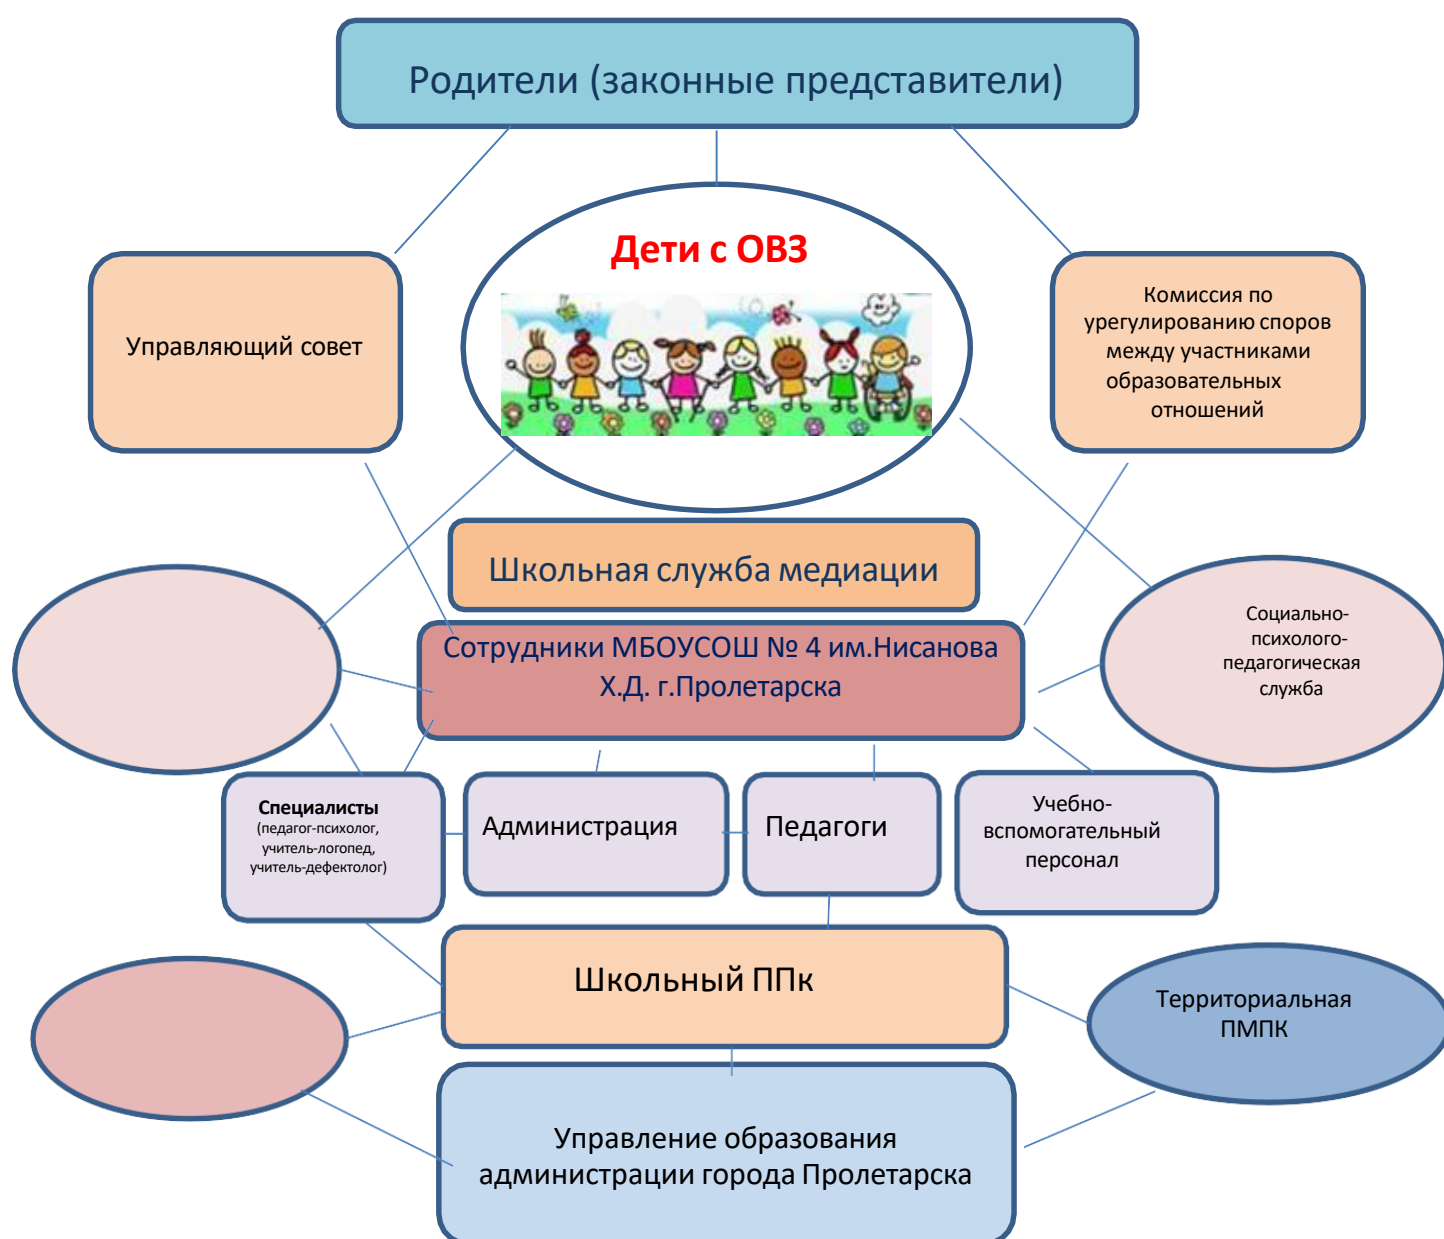 Родители (законные представители)
Дети с ОВЗ
Управляющий совет
Комиссия по
урегулированию споров
между участниками
образовательных
отношений
Школьная служба медиации
Сотрудники МБОУСОШ № 4 им.Нисанова
Х.Д. г.Пролетарска
Социально-
психолого-
педагогическая
служба
Специалисты
(педагог-психолог,
учитель-логопед,
учитель-дефектолог)
Администрация
Педагоги
Учебно-
вспомогательный
персонал
Школьный ППк
Территориальная
ПМПК
Управление образования
администрации города Пролетарска